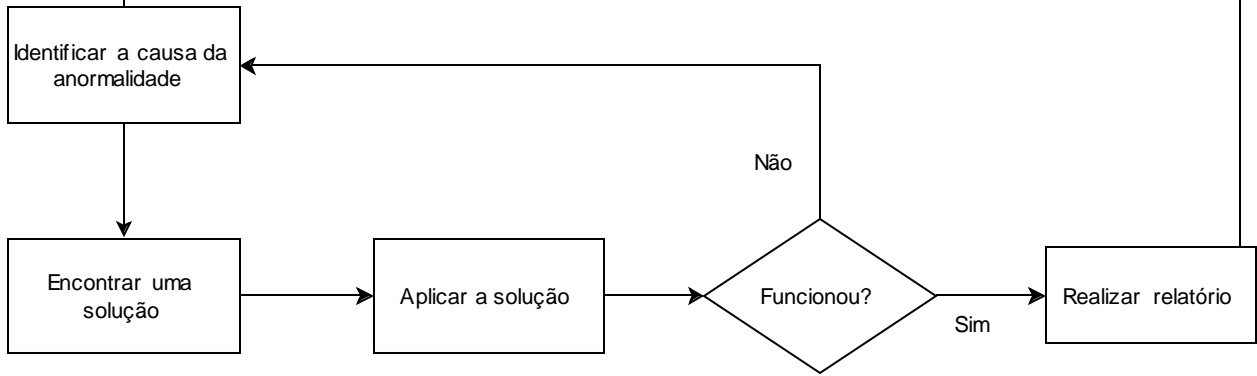 Identificar a causa da
anormalidade
Não
Encontrar uma
solução
Aplicar a solução
Funcionou?
Sim
Realizar relatório